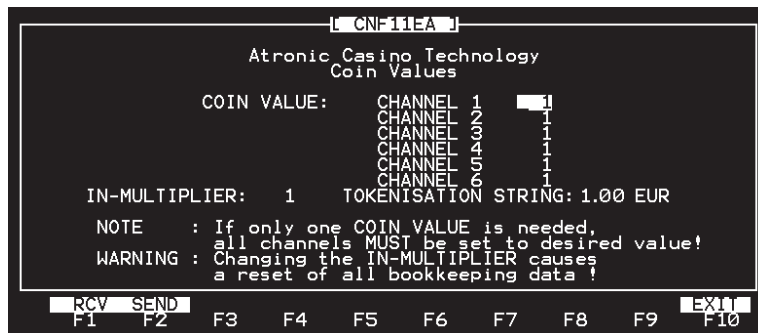 [ CNF11EA ]
Atronic Casino Technology
Coin Values
COIN VALUE: CHANNEL 1 1
CHANNEL 2 1
CHANNEL 3 1
CHANNEL 4 1
CHANNEL 5 1
CHANNEL 6 1
IN-MULTIPLIER: 1 TOKENISATION STRING: 1.00 EUR
NOTE : If only one COIN VALUE is needed,
all channels MUST be set to desired value!
WARNING : Changing the IN-MULTIPLIER causes
a reset of all bookkeeping data !
RCV SEND EXIT
F1 F2 F3 F4 F5 F6 F7 F8 F9 F10